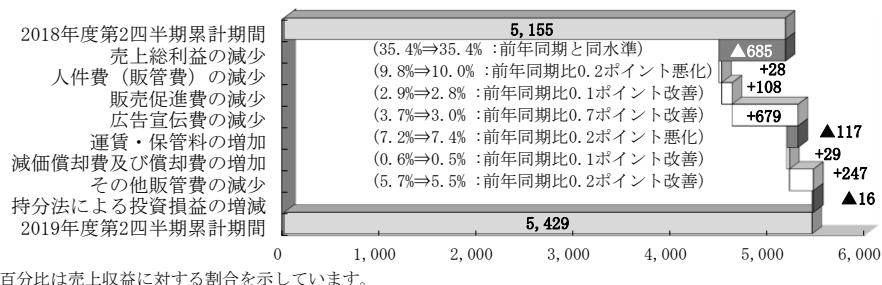 2018年度第2四半期累計期間 5,155
売上総利益の減少 (35.4%⇒35.4% :前年同期と同水準) ▲685
人件費（販管費）の減少 (9.8%⇒10.0% :前年同期比0.2ポイント悪化) +28
販売促進費の減少 (2.9%⇒2.8% :前年同期比0.1ポイント改善) +108
広告宣伝費の減少 (3.7%⇒3.0% :前年同期比0.7ポイント改善) +679
運賃・保管料の増加 (7.2%⇒7.4% :前年同期比0.2ポイント悪化) ▲117
減価償却費及び償却費の増加 (0.6%⇒0.5% :前年同期比0.1ポイント改善) +29
その他販管費の減少 (5.7%⇒5.5% :前年同期比0.2ポイント改善) +247
持分法による投資損益の増減 ▲16
2019年度第2四半期累計期間 5,429
0 1,000 2,000 3,000 4,000 5,000 6,000
百分比は売上収益に対する割合を示しています。